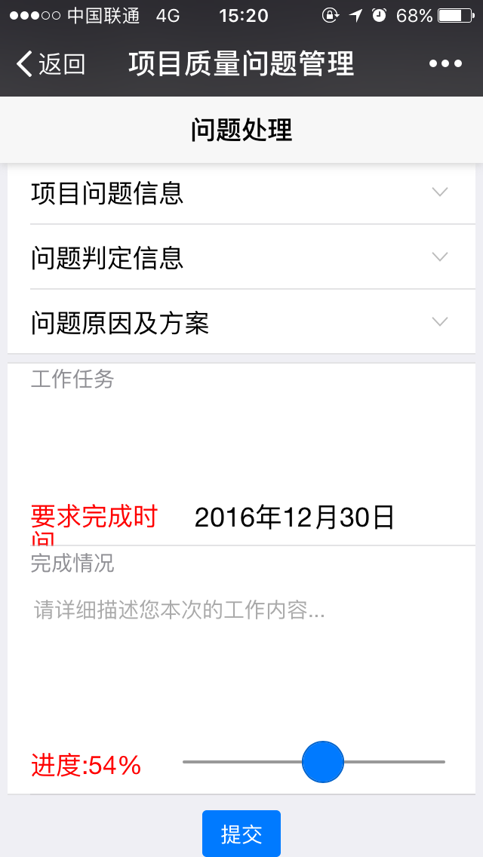 中国联通 4G 15:20 68%
返回 项目质量问题管理
问题处理
项目问题信息
问题判定信息
问题原因及方案
工作任务
要求完成时 2016年12月30日
间
完成情况
请详细描述您本次的工作内容...
进度:54%
提交